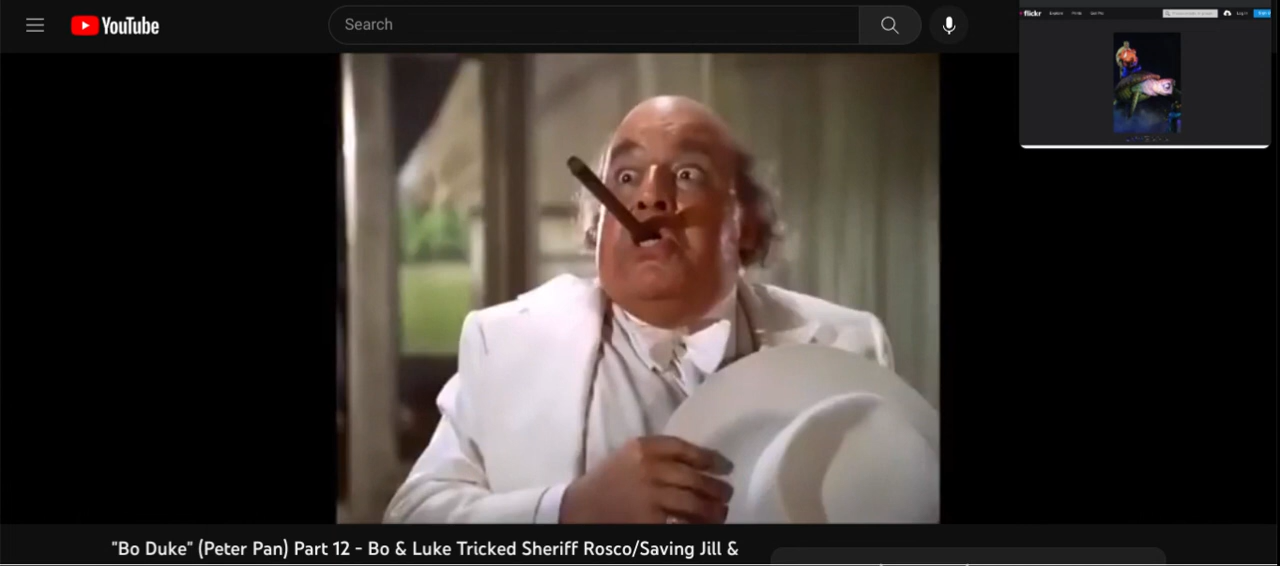 YouTube
Search
flickr
"Bo Duke" (Peter Pan) Part 12 - Bo & Luke Tricked Sheriff Rosco/Saving Jill &